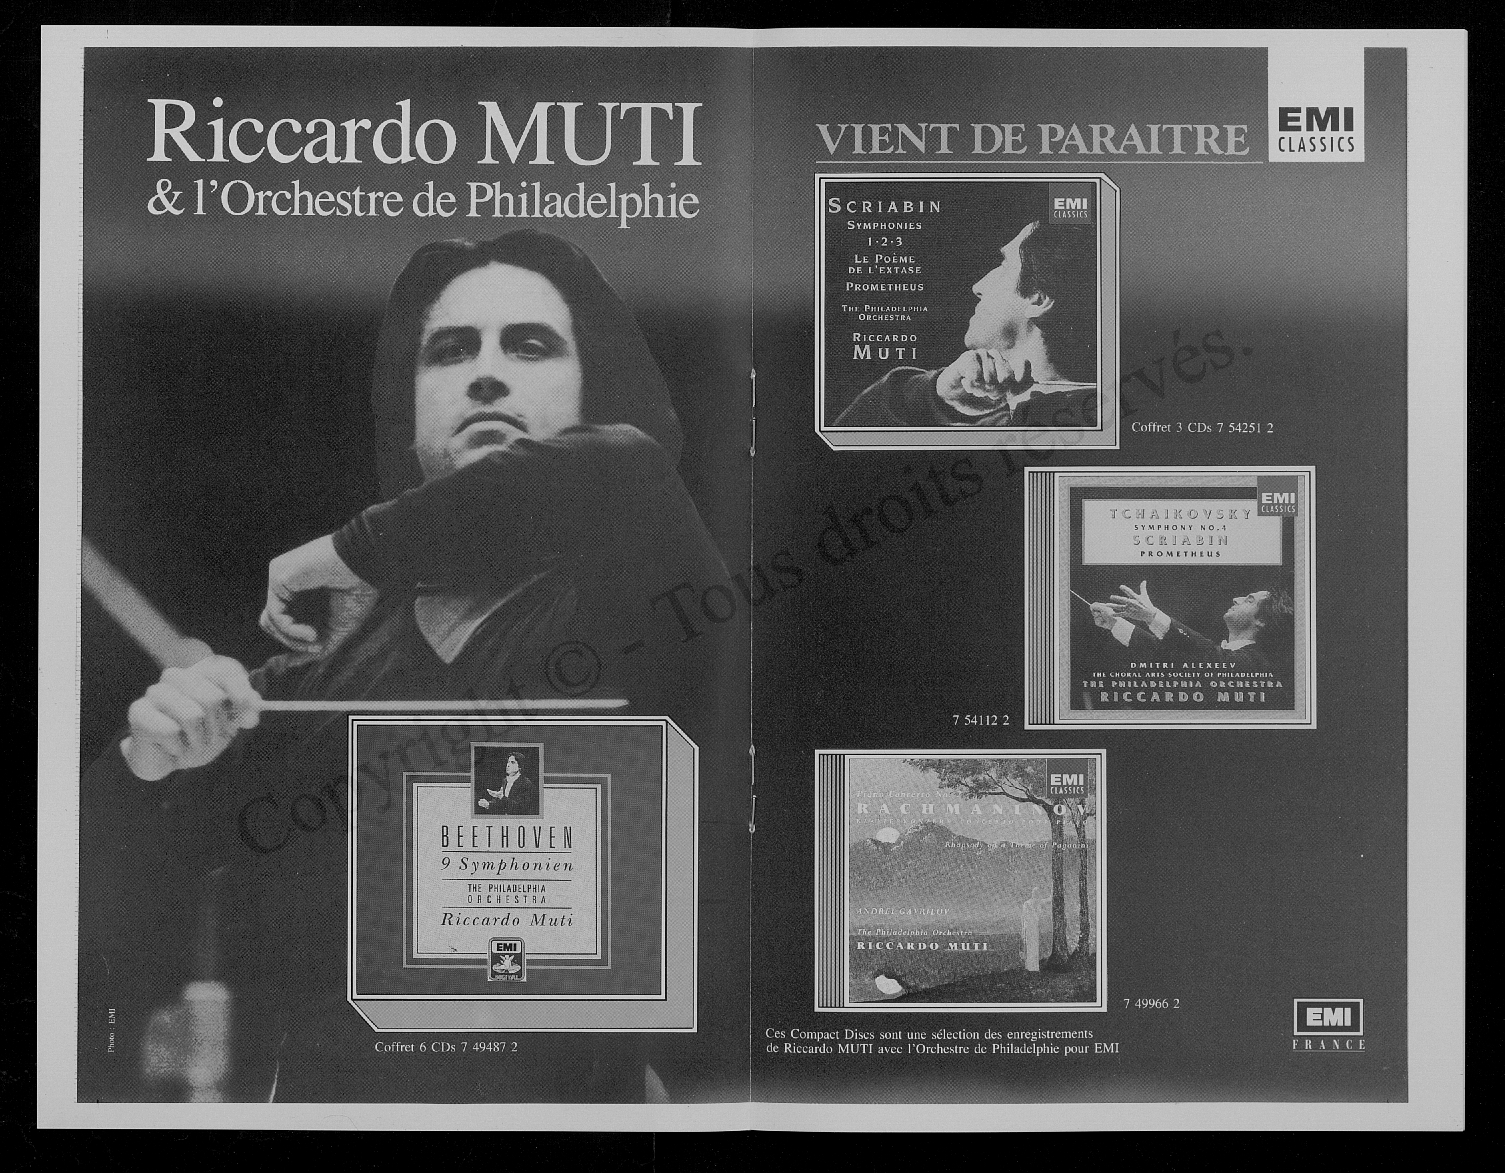 Riccardo MUTI
& l'Orchestre de Philadelphie
BEETHOVEN
9 Symphonien
THE PHILADELPHIA
ORCHESTRA
Riccardo Muti
EMI
Coffret 6 CDs 7 49487 2
Photo : EMI
VIENT DE PARAITRE
EMI
CLASSICS
SCRIABIN
SYMPHONIES
1·2·3
LE POÈME
DE L'EXTASE
PROMETHEUS
THE PHILADELPHIA
ORCHESTRA
RICCARDO
MUTI
EMI
CLASSICS
Coffret 3 CDs 7 54251 2
EMI
CLASSICS
TCHAIKOVSKY
SYMPHONY NO.4
SCRIABIN
PROMETHEUS
DMITRI ALEXEEV
THE CHORAL ARTS SOCIETY OF PHILADELPHIA
THE PHILADELPHIA ORCHESTRA
RICCARDO MUTI
7 54112 2
EMI
CLASSICS
Piano Concerto
RACHMANINOV
Rhapsody on a Theme of Paganini
ANDREI GAVRILOV
The Philadelphia Orchestra
RICCARDO MUTI
7 49966 2
Ces Compact Discs sont une sélection des enregistrements
de Riccardo MUTI avec l'Orchestre de Philadelphie pour EMI
EMI
FRANCE
Copyright © - Tous droits réservés.